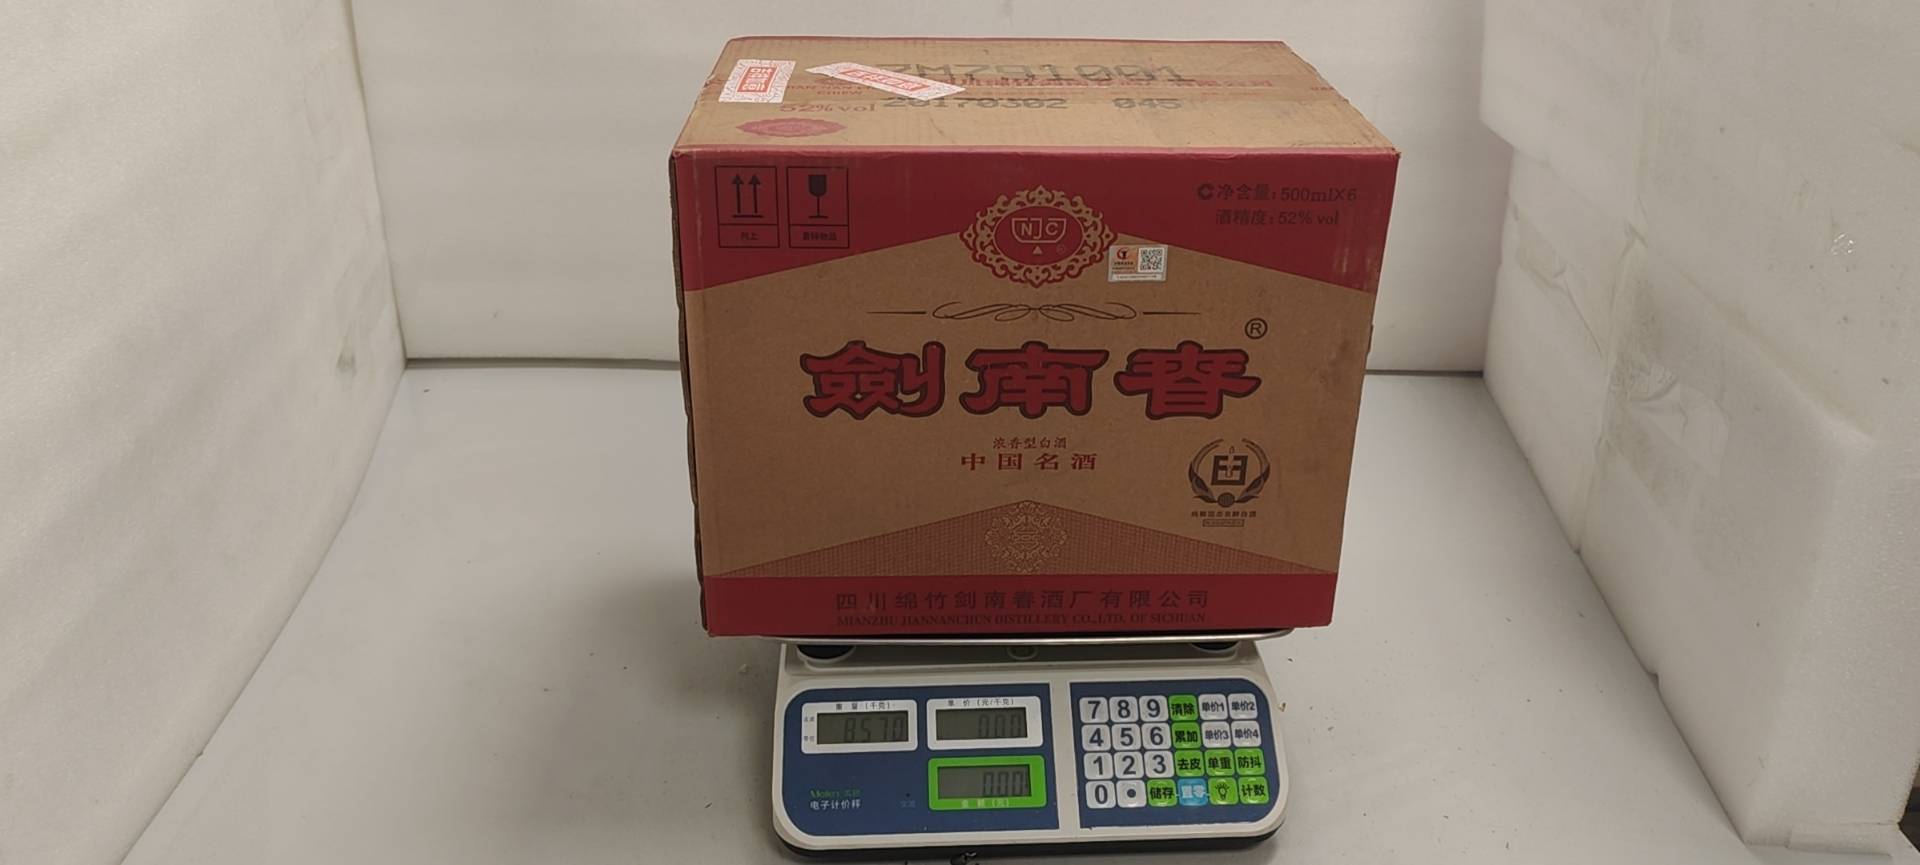 52%vol
20170302 045
向上
易碎物品
NJC
净含量:500mlX6
酒精度:52% vol
劍南春®
浓香型白酒
中国名酒
四川绵竹剑南春酒厂有限公司
MIANZHU JIANNANCHUN DISTILLERY CO.,LTD. OF SICHUAN
重量(千克)
单价(元/千克)
8.570
0.00
0.00
金额(元)
电子计价秤
7 8 9 清除 单价1 单价2
4 5 6 累加 单价3 单价4
1 2 3 去皮 单重 防抖
0 • 储存 置零 计数